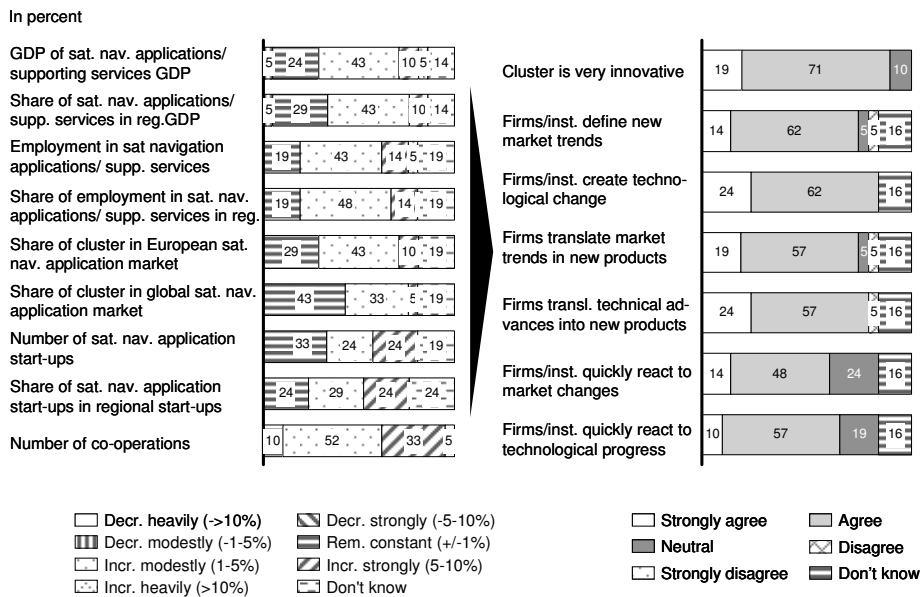 In percent
GDP of sat. nav. applications/
supporting services GDP
5 24 43 10 5 14
Share of sat. nav. applications/
supp. services in reg.GDP
5 29 43 10 14
Employment in sat navigation
applications/ supp. services
19 43 14 5 19
Share of employment in sat. nav.
applications/ supp. services in reg.
19 48 14 19
Share of cluster in European sat.
nav. application market
29 43 10 19
Share of cluster in global sat. nav.
application market
43 33 5 19
Number of sat. nav. application
start-ups
33 24 24 19
Share of sat. nav. application
start-ups in regional start-ups
24 29 24 24
Number of co-operations
10 52 33 5
Decr. heavily (->10%)
Decr. strongly (-5-10%)
Decr. modestly (-1-5%)
Rem. constant (+/-1%)
Incr. modestly (1-5%)
Incr. strongly (5-10%)
Incr. heavily (>10%)
Don't know
Cluster is very innovative
19 71 10
Firms/inst. define new
market trends
14 62 5 5 16
Firms/inst. create techno-
logical change
24 62 16
Firms translate market
trends in new products
19 57 5 5 16
Firms transl. technical ad-
vances into new products
24 57 5 16
Firms/inst. quickly react to
market changes
14 48 24 16
Firms/inst. quickly react to
technological progress
10 57 19 16
Strongly agree
Agree
Neutral
Disagree
Strongly disagree
Don't know